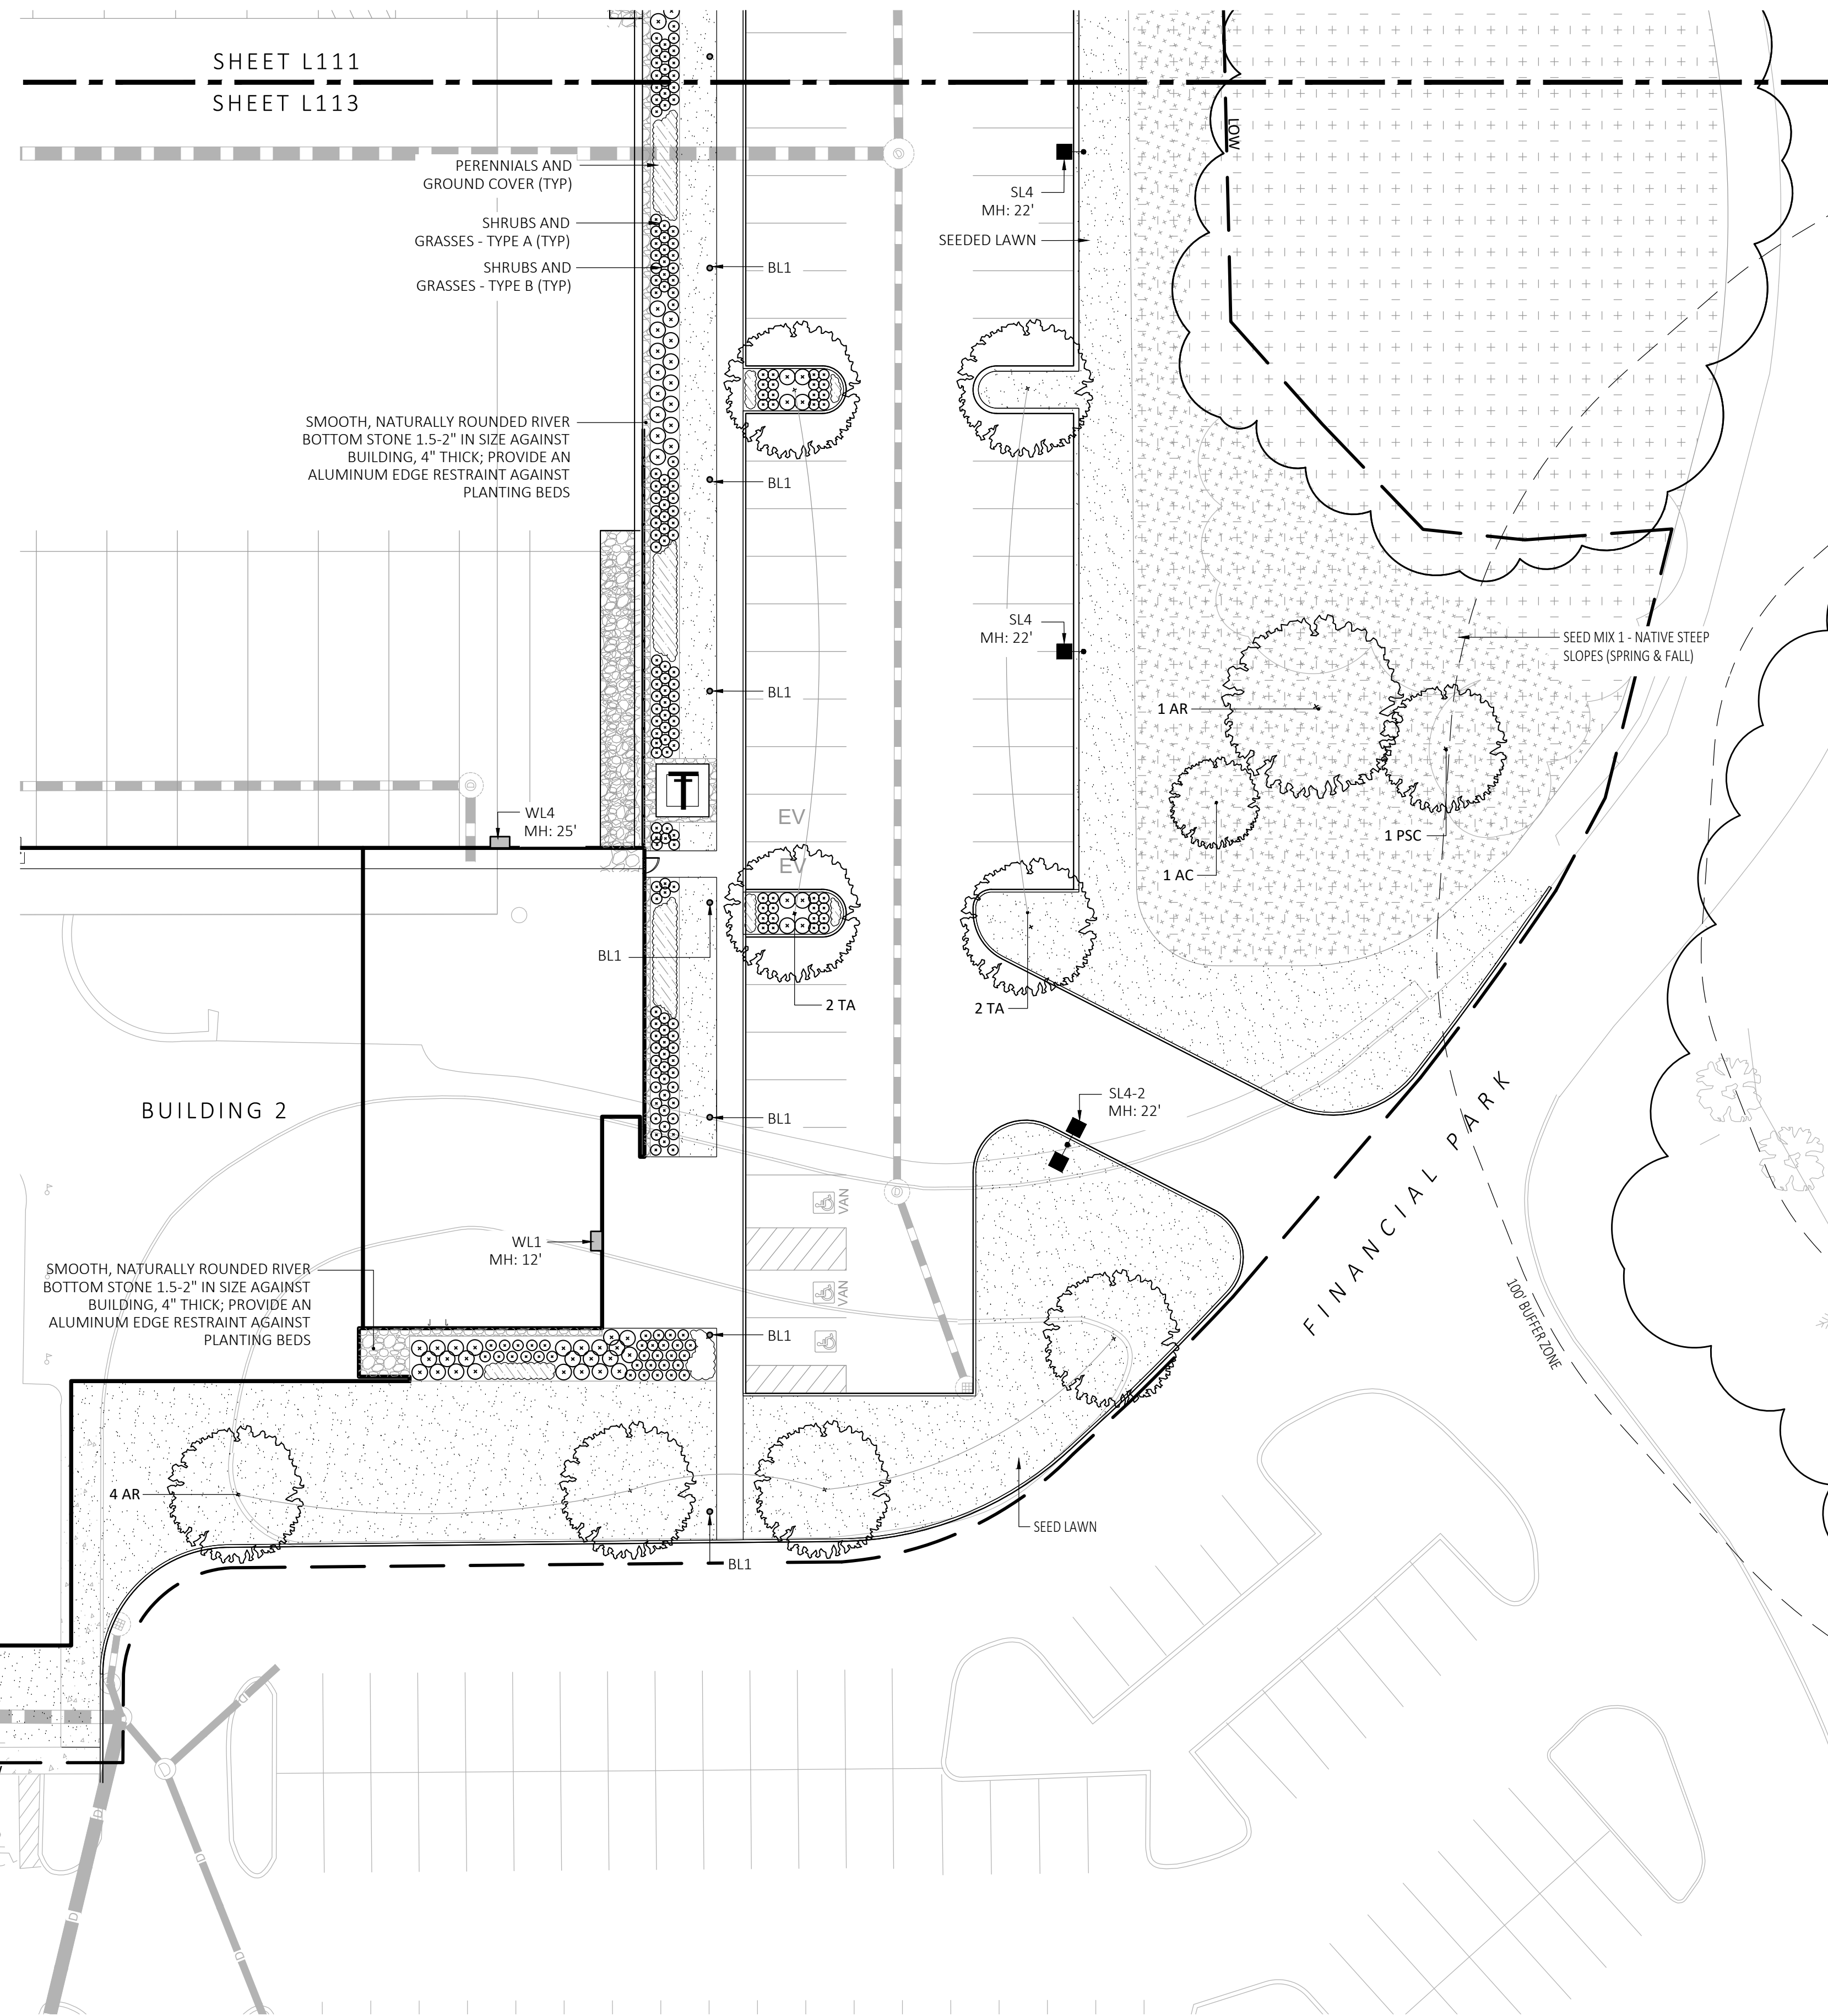 SHEET L111
SHEET L113
LOW
PERENNIALS AND
GROUND COVER (TYP)
SL4
MH: 22'
SHRUBS AND
GRASSES - TYPE A (TYP)
SEEDED LAWN
SHRUBS AND
GRASSES - TYPE B (TYP)
BL1
SMOOTH, NATURALLY ROUNDED RIVER
BOTTOM STONE 1.5-2" IN SIZE AGAINST
BUILDING, 4" THICK; PROVIDE AN
ALUMINUM EDGE RESTRAINT AGAINST
PLANTING BEDS
BL1
SL4
MH: 22'
SEED MIX 1 - NATIVE STEEP
SLOPES (SPRING & FALL)
BL1
1 AR
T
WL4
MH: 25'
EV
EV
1 PSC
1 AC
BL1
2 TA
2 TA
BUILDING 2
BL1
SL4-2
MH: 22'
FINANCIAL PARK
VAN
WL1
MH: 12'
SMOOTH, NATURALLY ROUNDED RIVER
BOTTOM STONE 1.5-2" IN SIZE AGAINST
BUILDING, 4" THICK; PROVIDE AN
ALUMINUM EDGE RESTRAINT AGAINST
PLANTING BEDS
VAN
BL1
100' BUFFER ZONE
4 AR
SEED LAWN
BL1
D
D
D
D
D
D